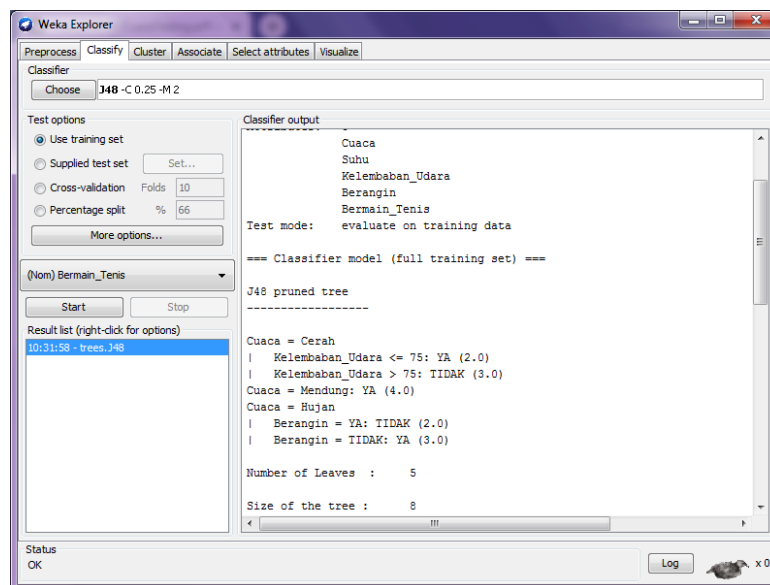 Weka Explorer
Preprocess Classify Cluster Associate Select attributes Visualize
Classifier
Choose J48 -C 0.25 -M 2
Test options
Use training set
Supplied test set Set...
Cross-validation Folds 10
Percentage split % 66
More options...
(Nom) Bermain_Tenis
Start Stop
Result list (right-click for options)
10:31:58 - trees.J48
Classifier output
Cuaca
Suhu
Kelembaban_Udara
Berangin
Bermain_Tenis
Test mode: evaluate on training data
=== Classifier model (full training set) ===
J48 pruned tree
------------------
Cuaca = Cerah
| Kelembaban_Udara <= 75: YA (2.0)
| Kelembaban_Udara > 75: TIDAK (3.0)
Cuaca = Mendung: YA (4.0)
Cuaca = Hujan
| Berangin = YA: TIDAK (2.0)
| Berangin = TIDAK: YA (3.0)
Number of Leaves : 5
Size of the tree : 8
Status
OK
Log x 0